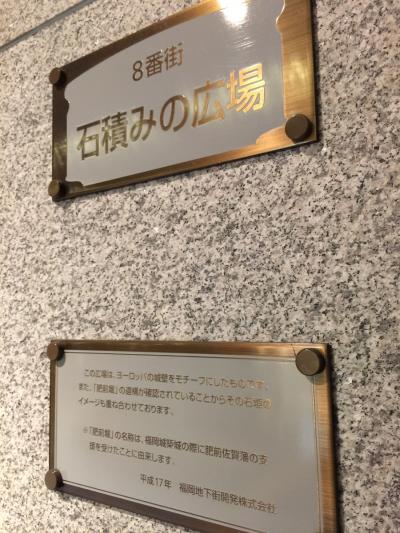 8番街
石積みの広場
この広場は、ヨーロッパの城壁をモチーフにしたものです。
また、「肥前堀」の遺構が確認されていることからその石垣の
イメージも重ね合わせております。
※「肥前堀」の名称は、福岡城築城の際に肥前佐賀藩の支
援を受けたことに由来します。
平成17年 福岡地下街開発株式会社